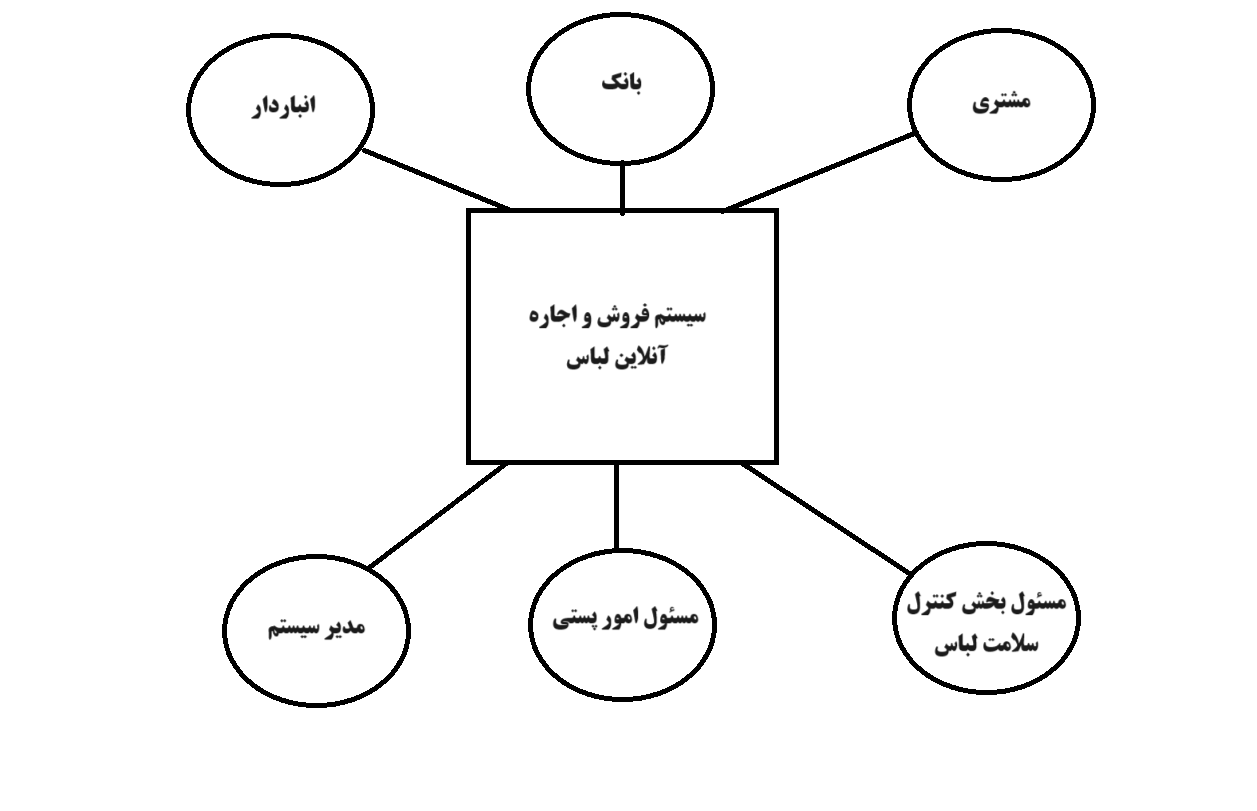 مشتری
بانک
انباردار
سیستم فروش و اجاره
آنلاین لباس
مسئول بخش کنترل
سلامت لباس
مسئول امور پستی
مدیر سیستم